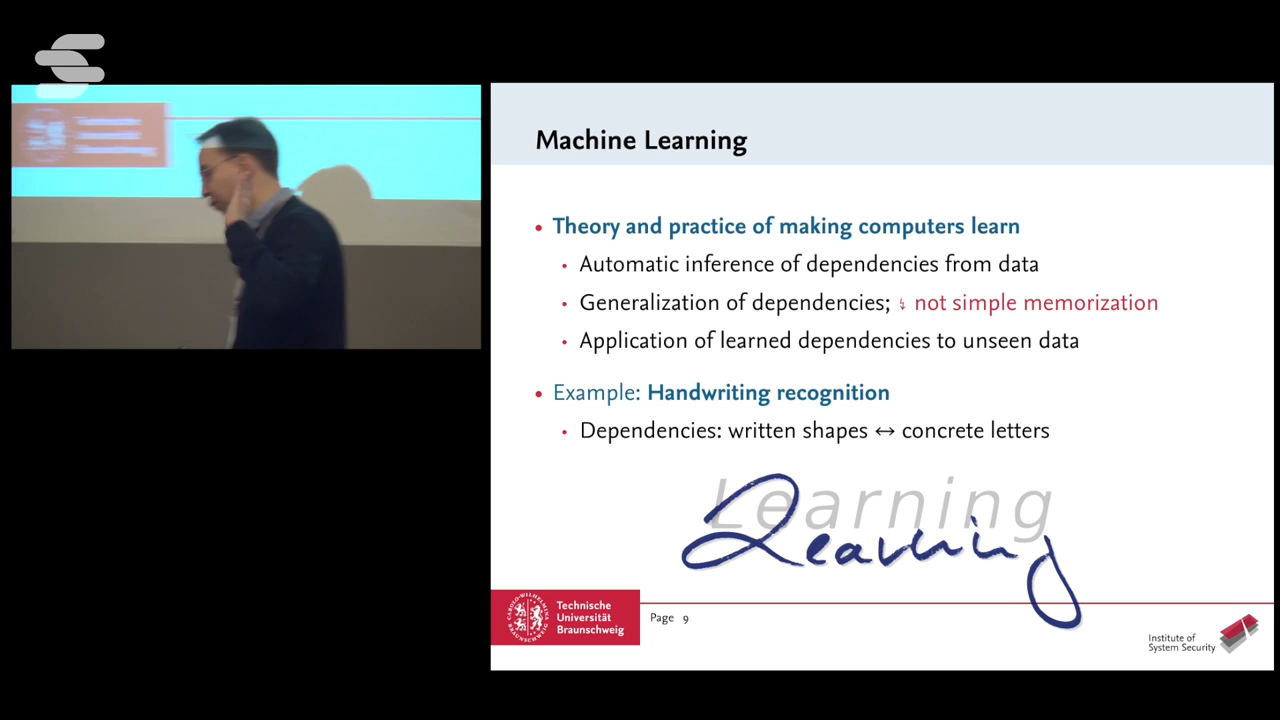 Machine Learning
• Theory and practice of making computers learn
• Automatic inference of dependencies from data
• Generalization of dependencies; ↯ not simple memorization
• Application of learned dependencies to unseen data
• Example: Handwriting recognition
• Dependencies: written shapes ↔ concrete letters
Learning
Learning
Technische
Universität
Braunschweig
Page 9
Institute of
System Security